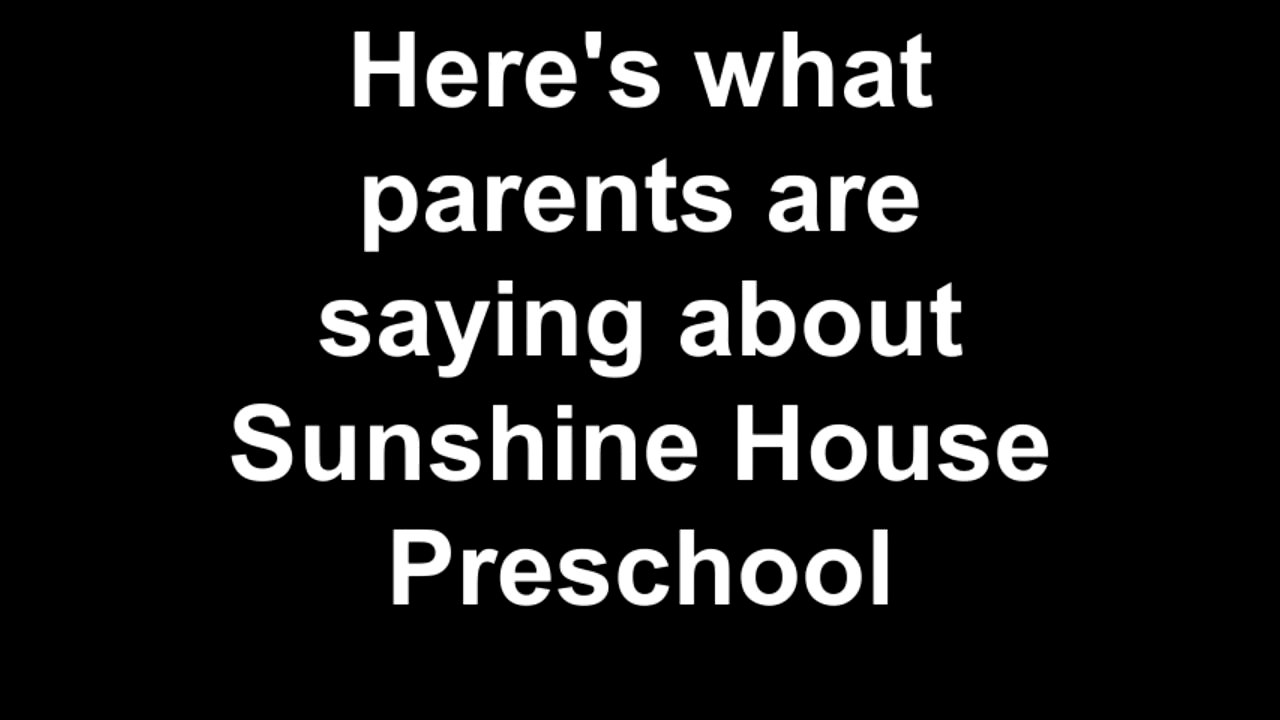 Here's what
parents are
saying about
Sunshine House
Preschool